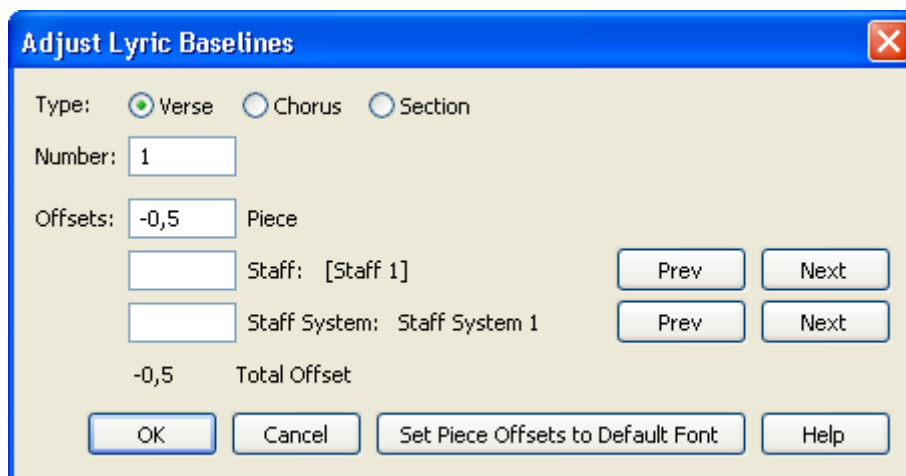 Adjust Lyric Baselines
Type: Verse Chorus Section
Number: 1
Offsets: -0,5 Piece
Staff: [Staff 1] Prev Next
Staff System: Staff System 1 Prev Next
-0,5 Total Offset
OK Cancel Set Piece Offsets to Default Font Help